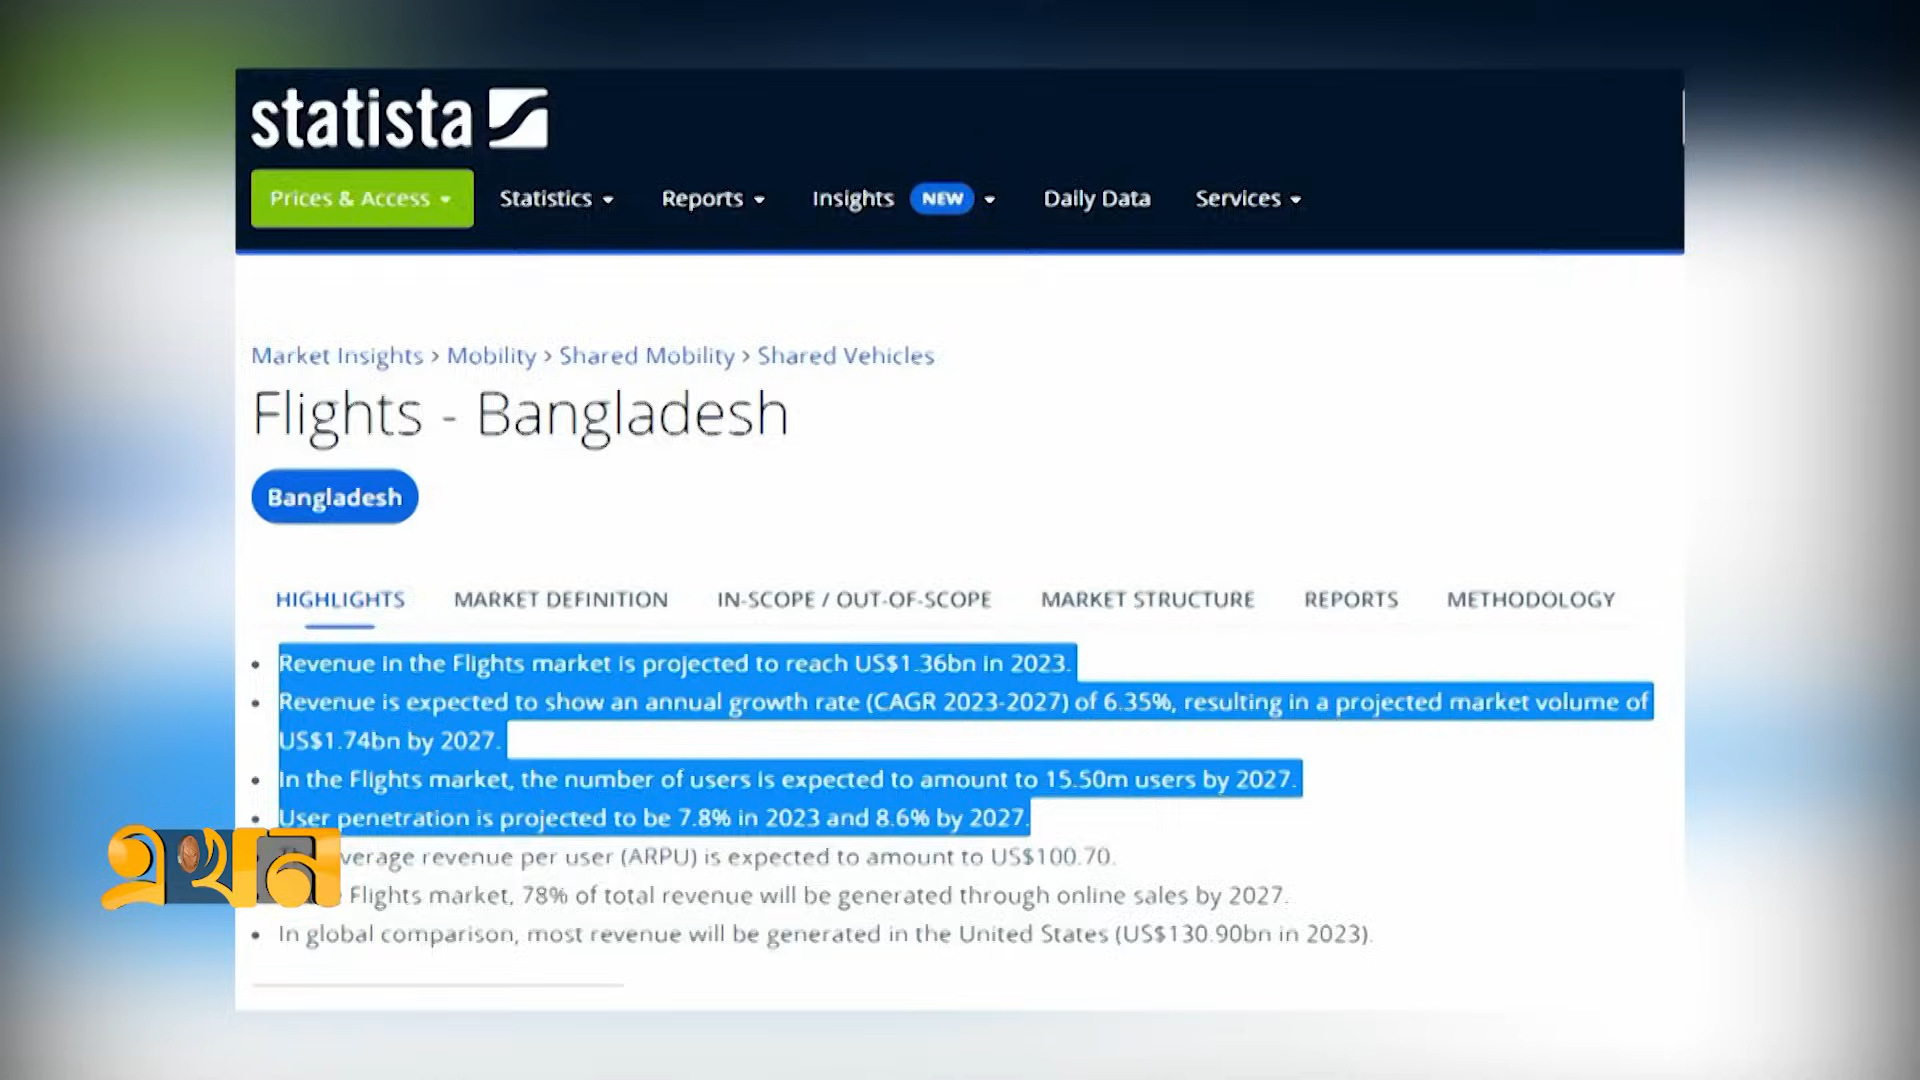 statista
Prices & Access
Statistics
Reports
Insights NEW
Daily Data
Services
Market Insights › Mobility › Shared Mobility › Shared Vehicles
Flights - Bangladesh
Bangladesh
HIGHLIGHTS
MARKET DEFINITION
IN-SCOPE / OUT-OF-SCOPE
MARKET STRUCTURE
REPORTS
METHODOLOGY
• Revenue in the Flights market is projected to reach US$1.36bn in 2023.
• Revenue is expected to show an annual growth rate (CAGR 2023-2027) of 6.35%, resulting in a projected market volume of
US$1.74bn by 2027.
• In the Flights market, the number of users is expected to amount to 15.50m users by 2027.
• User penetration is projected to be 7.8% in 2023 and 8.6% by 2027.
revenue per user (ARPU) is expected to amount to US$100.70.
Flights market, 78% of total revenue will be generated through online sales by 2027.
• In global comparison, most revenue will be generated in the United States (US$130.90bn in 2023).
এখন